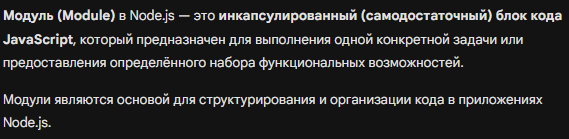 Модуль (Module) в Node.js — это инкапсулированный (самодостаточный) блок кода
JavaScript, который предназначен для выполнения одной конкретной задачи или
предоставления определённого набора функциональных возможностей.
Модули являются основой для структурирования и организации кода в приложениях
Node.js.